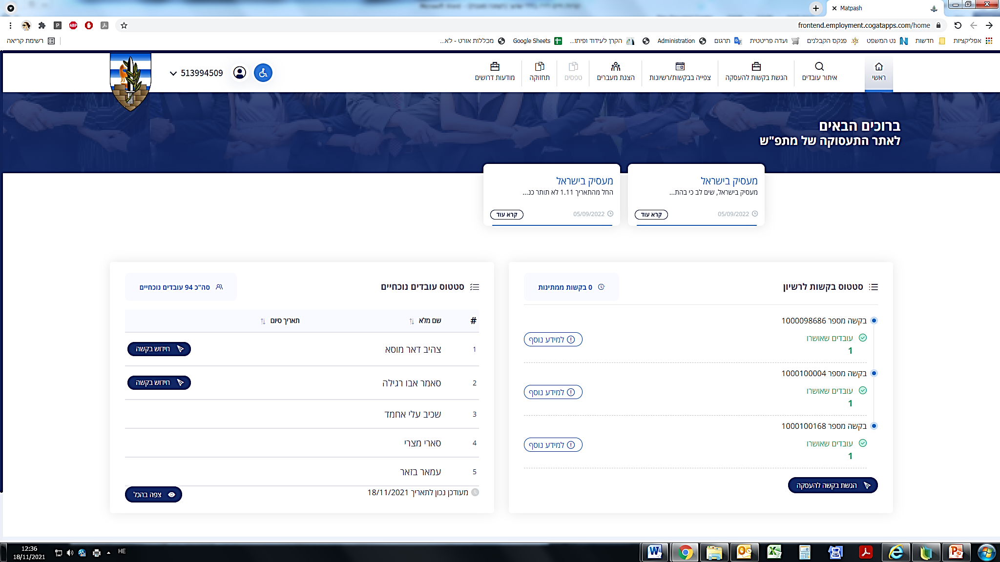 Matpash
frontend.employment.cogatapps.com/home
אפליקציות
חדשות
נט המשפט
פנקס הקבלנים
ועדה פריטטית
תרגום
Administration
הקרן לעידוד ופיתו...
Google Sheets
מכללות אורט - לא...
רשימת קריאה
ראשי
איתור עובדים
הגשת בקשות להעסקה
צפייה בבקשות/רשיונות
הצגת מעברים
טפסים
תחזוקה
מודעות דרושים
513994509
ברוכים הבאים
לאתר התעסוקה של מתפ"ש
מעסיק בישראל
מעסיק בישראל, שים לב כי בהת...
05/09/2022
קרא עוד
מעסיק בישראל
החל מהתאריך 1.11 לא תותר כנ...
05/09/2022
קרא עוד
סטטוס בקשות לרשיון
0 בקשות ממתינות
בקשה מספר 1000098686
עובדים שאושרו
1
למידע נוסף
בקשה מספר 1000100004
עובדים שאושרו
1
למידע נוסף
בקשה מספר 1000100168
עובדים שאושרו
1
למידע נוסף
הגשת בקשה להעסקה
סטטוס עובדים נוכחיים
סה"כ 94 עובדים נוכחיים
# שם מלא תאריך סיום
1 צהיב דאר מוסא חידוש בקשה
2 סאמר אבו רגילה חידוש בקשה
3 שכיב עלי אחמד
4 סארי מצרי
5 עמאר בזאר
מעודכן נכון לתאריך 18/11/2021
צפה בהכל
HE
12:36
18/11/2021